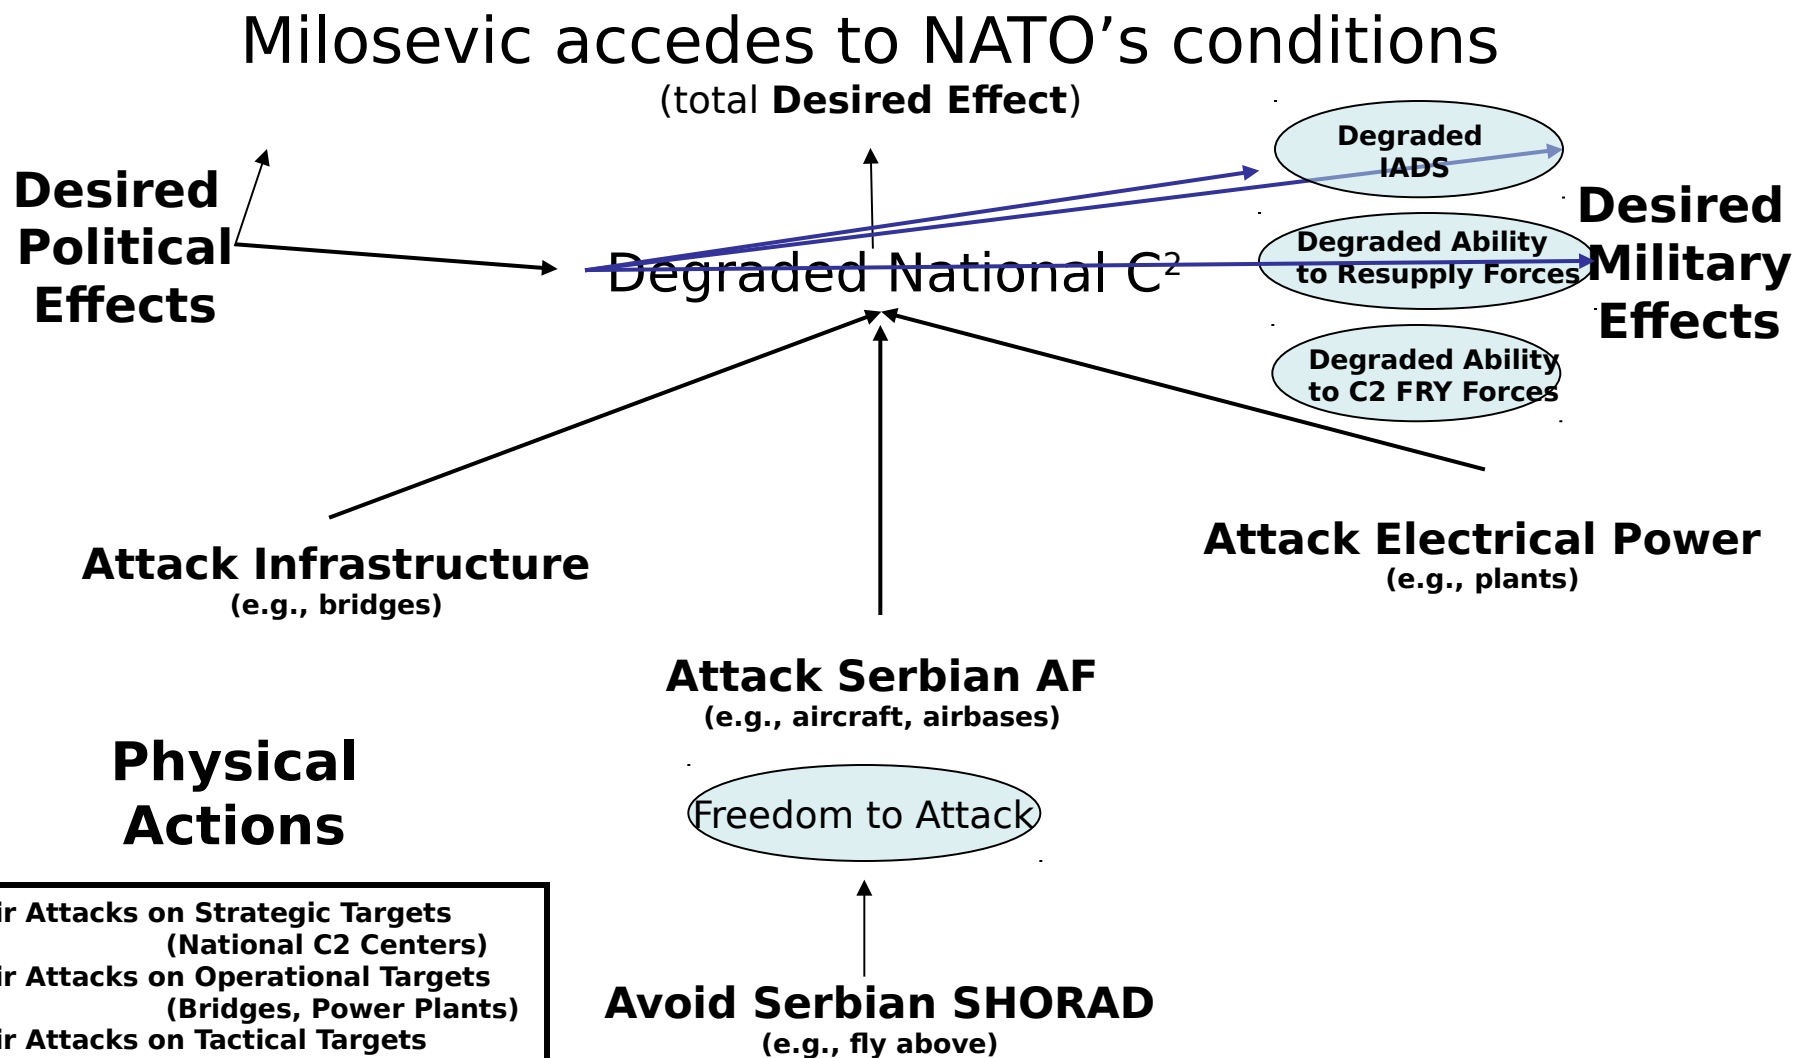 Milosevic accedes to NATO’s conditions
(total Desired Effect)
Desired
Political
Effects
Degraded National C²
Degraded
IADS
Degraded Ability
to Resupply Forces
Degraded Ability
to C2 FRY Forces
Desired
Military
Effects
Attack Infrastructure
(e.g., bridges)
Attack Electrical Power
(e.g., plants)
Attack Serbian AF
(e.g., aircraft, airbases)
Physical
Actions
Freedom to Attack
ir Attacks on Strategic Targets
(National C2 Centers)
ir Attacks on Operational Targets
(Bridges, Power Plants)
ir Attacks on Tactical Targets
Avoid Serbian SHORAD
(e.g., fly above)